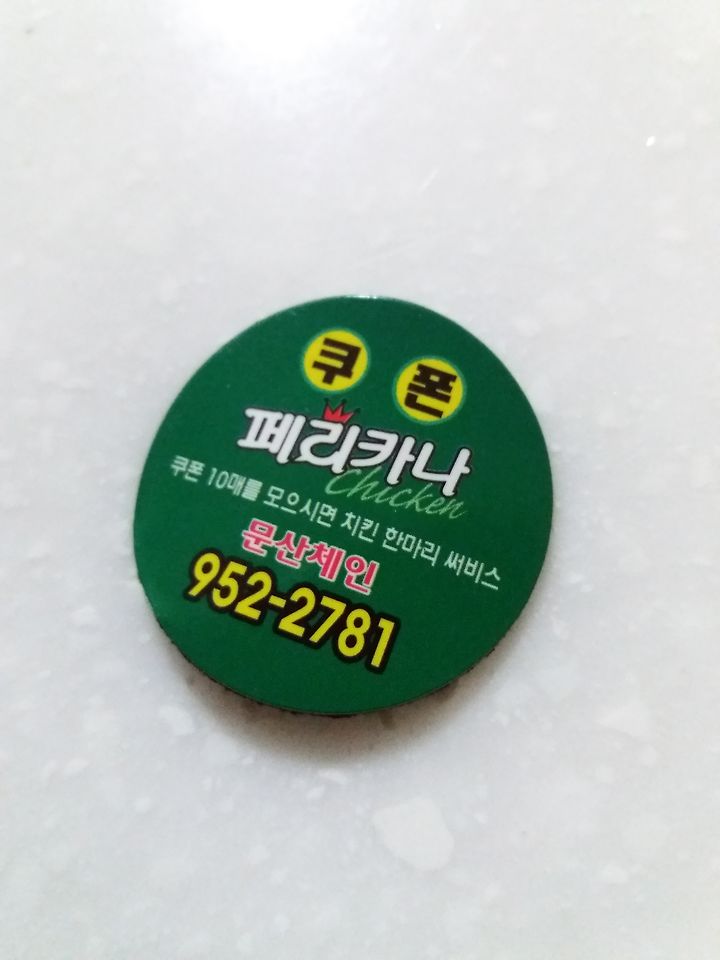 쿠폰
페리카나
Chicken
쿠폰 10매를 모으시면 치킨 한마리 써비스
문산체인
952-2781